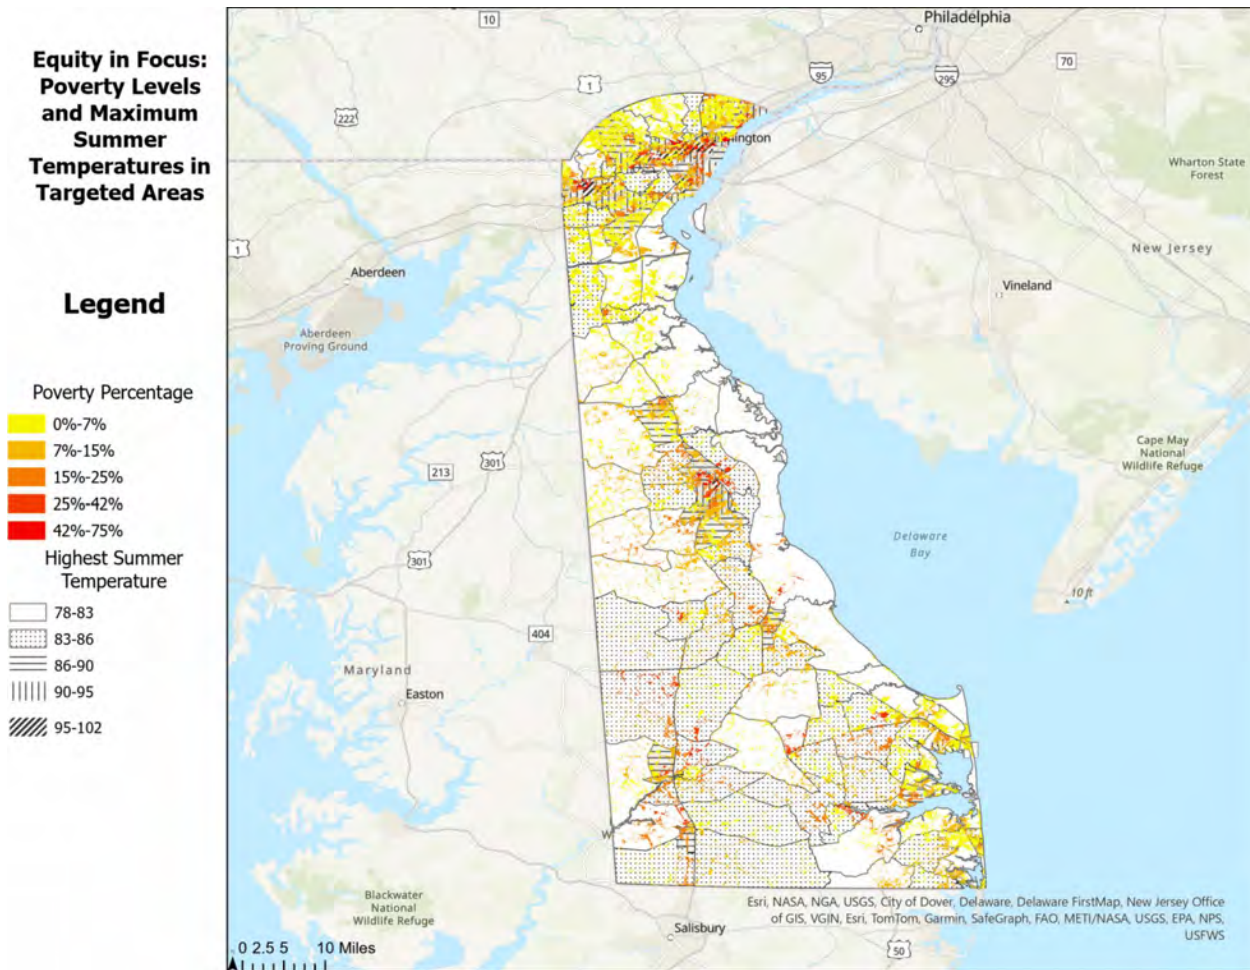 Equity in Focus:
Poverty Levels
and Maximum
Summer
Temperatures in
Targeted Areas
Legend
Poverty Percentage
0%-7%
7%-15%
15%-25%
25%-42%
42%-75%
Highest Summer
Temperature
78-83
83-86
86-90
90-95
95-102
0 2.5 5 10 Miles
10
Philadelphia
1
95
295
70
222
ington
Wharton State
Forest
1
New Jersey
Aberdeen
Vineland
Aberdeen
Proving Ground
301
213
Cape May
National
Wildlife Refuge
Delaware
Bay
301
10 ft
404
Maryland
Easton
W
Blackwater
National
Wildlife Refuge
Salisbury
50
Esri, NASA, NGA, USGS, City of Dover, Delaware, Delaware FirstMap, New Jersey Office
of GIS, VGIN, Esri, TomTom, Garmin, SafeGraph, FAO, METI/NASA, USGS, EPA, NPS,
USFWS